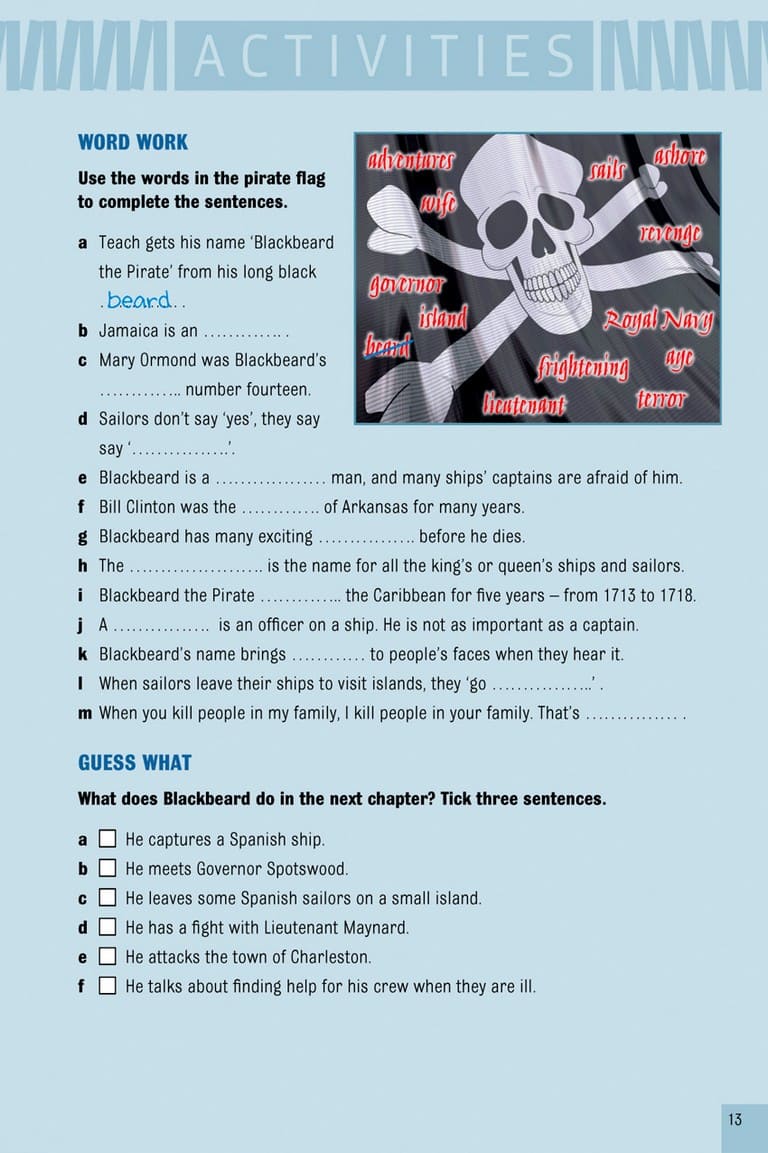 ACTIVITIES
WORD WORK
Use the words in the pirate flag
to complete the sentences.
a Teach gets his name ‘Blackbeard
the Pirate’ from his long black
. beard . .
b Jamaica is an . . . . . . . . . . . . . .
c Mary Ormond was Blackbeard’s
. . . . . . . . . . . . .. number fourteen.
d Sailors don’t say ‘yes’, they say
say ‘. . . . . . . . . . . . . . . .’.
adventures
sails
ashore
wife
revenge
governor
island
Royal Navy
beard
frightening
aye
lieutenant
terror
e Blackbeard is a . . . . . . . . . . . . . . . . . . man, and many ships’ captains are afraid of him.
f Bill Clinton was the . . . . . . . . . . . . . of Arkansas for many years.
g Blackbeard has many exciting . . . . . . . . . . . . . . . . before he dies.
h The . . . . . . . . . . . . . . . . . . . . . . is the name for all the king’s or queen’s ships and sailors.
i Blackbeard the Pirate . . . . . . . . . . . . .. the Caribbean for five years – from 1713 to 1718.
j A . . . . . . . . . . . . . . . . is an officer on a ship. He is not as important as a captain.
k Blackbeard’s name brings . . . . . . . . . . . . to people’s faces when they hear it.
l When sailors leave their ships to visit islands, they ‘go . . . . . . . . . . . . . . . ..’ .
m When you kill people in my family, I kill people in your family. That’s . . . . . . . . . . . . . . . .
GUESS WHAT
What does Blackbeard do in the next chapter? Tick three sentences.
a He captures a Spanish ship.
b He meets Governor Spotswood.
c He leaves some Spanish sailors on a small island.
d He has a fight with Lieutenant Maynard.
e He attacks the town of Charleston.
f He talks about finding help for his crew when they are ill.
13